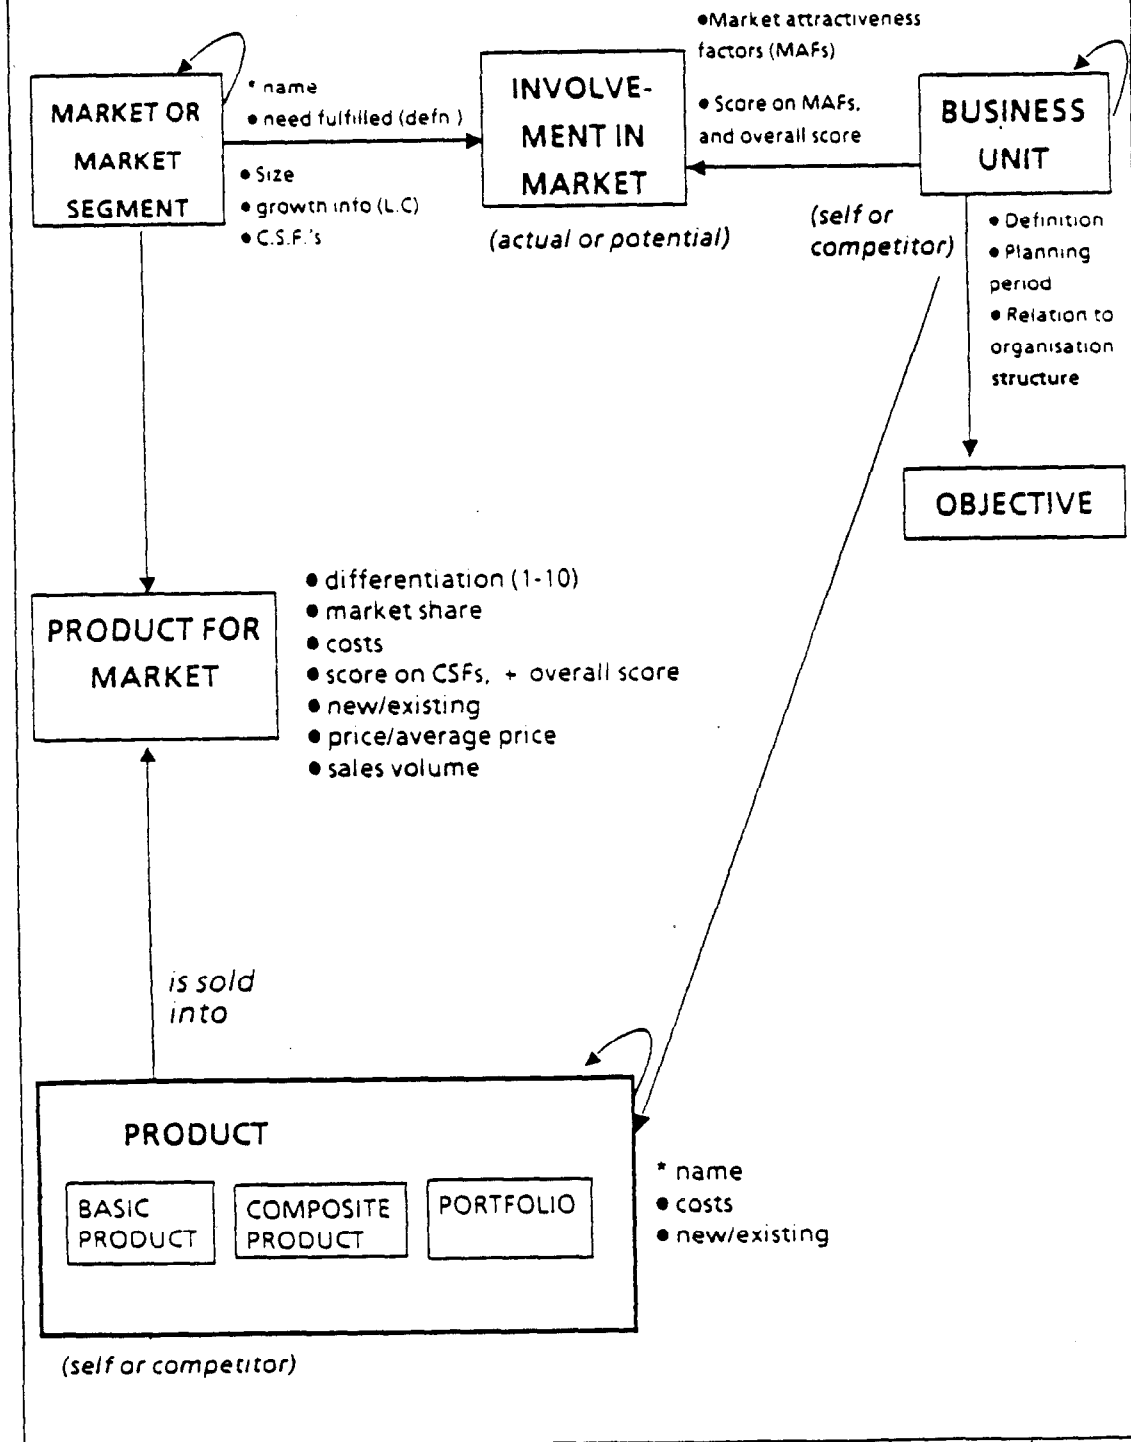 MARKET OR
MARKET
SEGMENT
* name
● need fulfilled (defn )
● Size
● growth info (L.C)
● C.S.F.'s
INVOLVE-
MENT IN
MARKET
(actual or potential)
●Market attractiveness
factors (MAFs)
● Score on MAFs,
and overall score
BUSINESS
UNIT
(self or
competitor)
● Definition
● Planning
period
● Relation to
organisation
structure
OBJECTIVE
PRODUCT FOR
MARKET
● differentiation (1-10)
● market share
● costs
● score on CSFs, + overall score
● new/existing
● price/average price
● sales volume
is sold
into
PRODUCT
BASIC
PRODUCT
COMPOSITE
PRODUCT
PORTFOLIO
* name
● costs
● new/existing
(self or competitor)